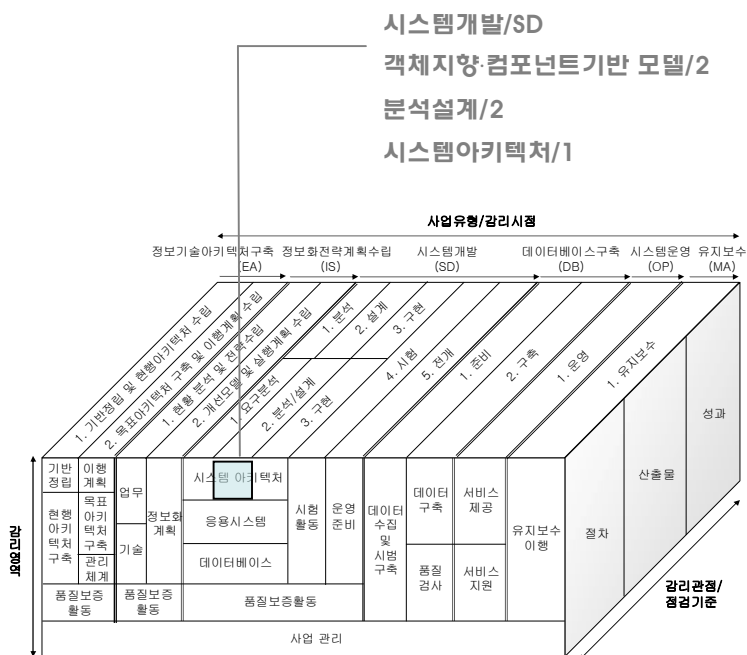 시스템개발/SD
객체지향·컴포넌트기반 모델/2
분석설계/2
시스템아키텍처/1
사업유형/감리시점
정보기술아키텍처구축
(EA)
정보화전략계획수립
(IS)
시스템개발
(SD)
데이터베이스구축
(DB)
시스템운영
(OP)
유지보수
(MA)
1. 기반정립 및 현행아키텍처 수립
2. 목표아키텍처 구축 및 이행계획 수립
1. 현황 분석 및 전략수립
2. 개선모델 및 실행계획 수립
1. 분석
2. 설계
3. 구현
1. 요구분석
2. 분석/설계
3. 구현
4. 시험
5. 전개
1. 준비
2. 구축
1. 운영
1. 유지보수
감리영역
기반
정립
이행
계획
현행
아키
텍처
구축
목표
아키
텍처
구축
관리
체계
업무
기술
정보화
계획
시스템 아키텍처
응용시스템
데이터베이스
시험
활동
운영
준비
품질보증
활동
품질보증
활동
품질보증활동
데이터
수집
및
시범
구축
데이터
구축
품질
검사
서비스
제공
서비스
지원
유지보수
이행
사업 관리
절차
산출물
성과
감리관점/
점검기준